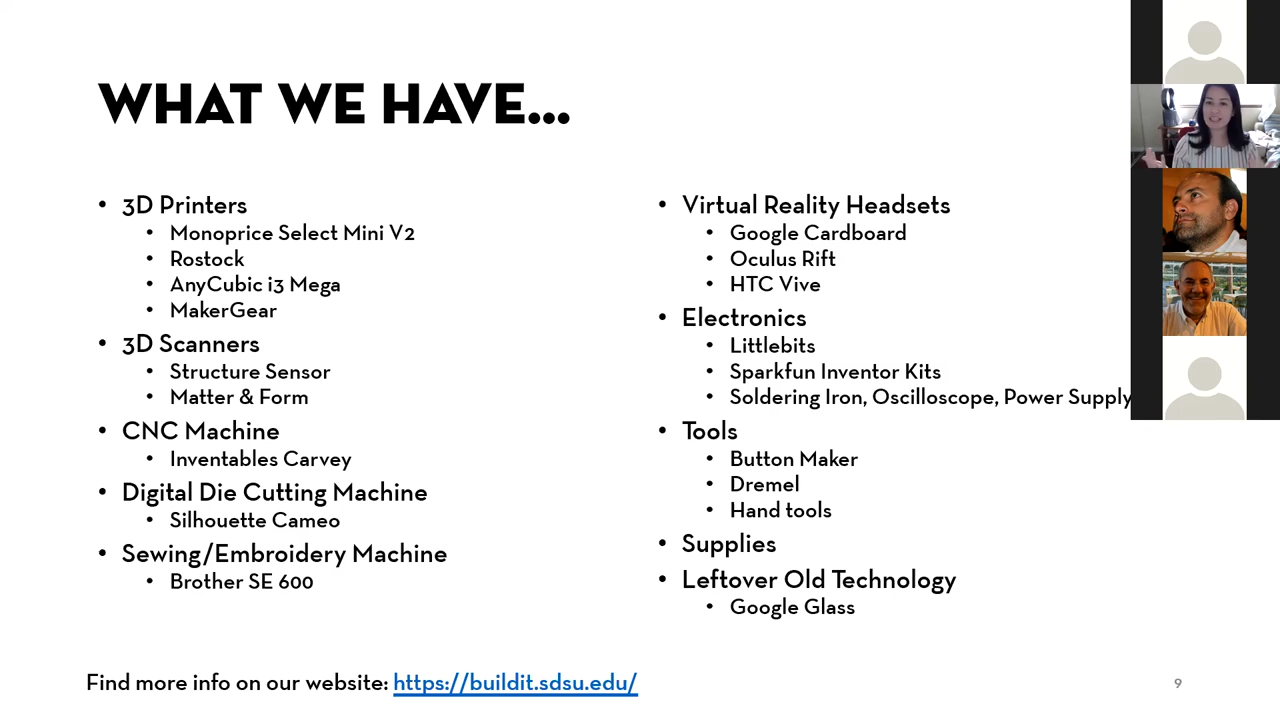 WHAT WE HAVE...
• 3D Printers
• Monoprice Select Mini V2
• Rostock
• AnyCubic i3 Mega
• MakerGear
• 3D Scanners
• Structure Sensor
• Matter & Form
• CNC Machine
• Inventables Carvey
• Digital Die Cutting Machine
• Silhouette Cameo
• Sewing/Embroidery Machine
• Brother SE 600
• Virtual Reality Headsets
• Google Cardboard
• Oculus Rift
• HTC Vive
• Electronics
• Littlebits
• Sparkfun Inventor Kits
• Soldering Iron, Oscilloscope, Power Supply
• Tools
• Button Maker
• Dremel
• Hand tools
• Supplies
• Leftover Old Technology
• Google Glass
Find more info on our website: https://buildit.sdsu.edu/
9